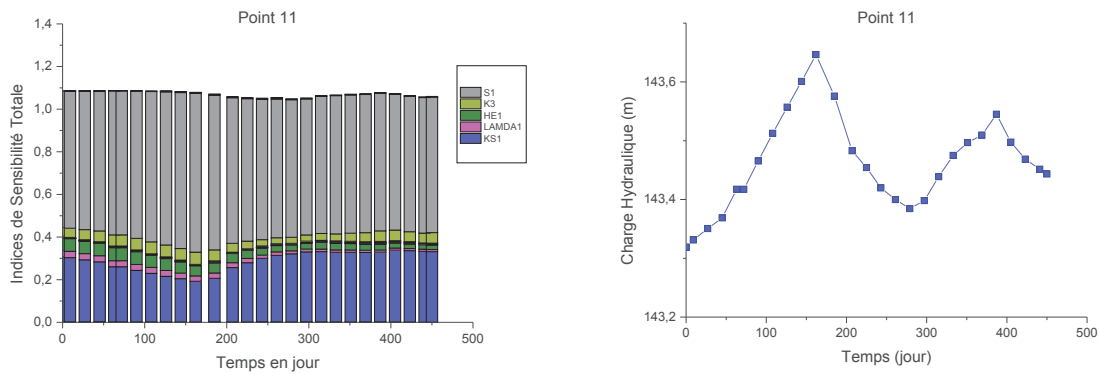 Point 11
1,4
1,2
1,0
0,8
0,6
0,4
0,2
0,0
Indices de Sensibilité Totale
0 100 200 300 400 500
Temps en jour
S1
K3
HE1
LAMDA1
KS1
Point 11
143,6
143,4
143,2
Charge Hydraulique (m)
0 100 200 300 400 500
Temps (jour)